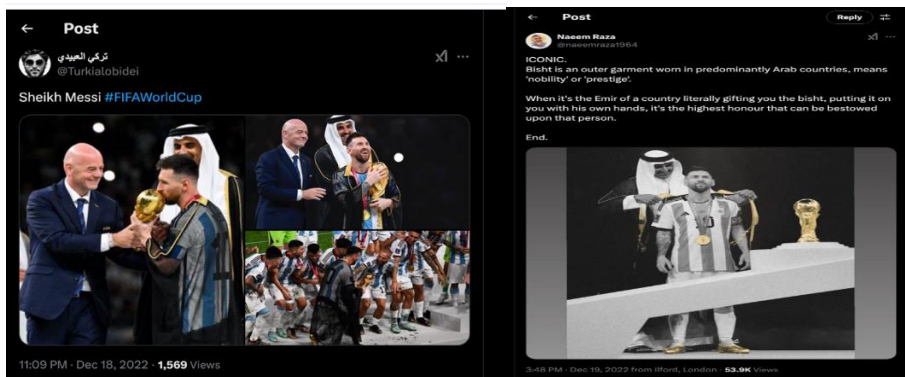 Post
تركي العبيدي
@Turkialobidei
Sheikh Messi #FIFAWorldCup
11:09 PM · Dec 18, 2022 · 1,569 Views
Post
Reply
Naeem Raza
@naeemraza1964
ICONIC.
Bisht is an outer garment worn in predominantly Arab countries, means
'nobility' or 'prestige'.
When it's the Emir of a country literally gifting you the bisht, putting it on
you with his own hands, it's the highest honour that can be bestowed
upon that person.
End.
10
3:48 PM · Dec 19, 2022 from Ilford, London · 53.9K Views